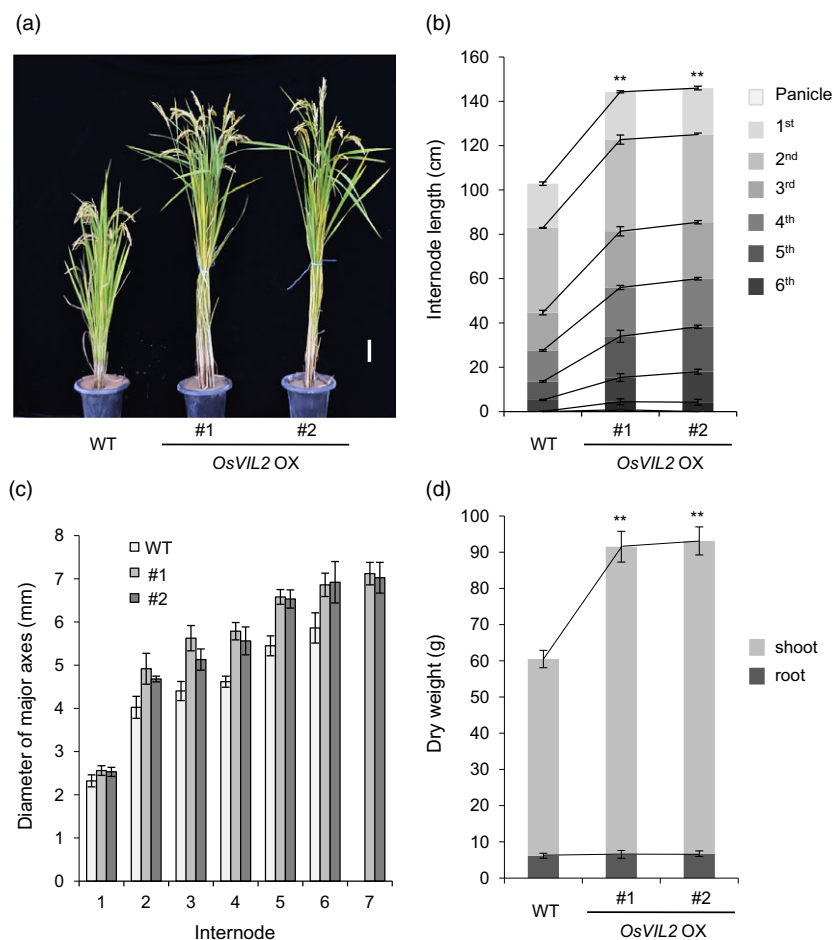 (a)
WT
#1
#2
OsVIL2 OX
(b)
Internode length (cm)
160
140
120
100
80
60
40
20
0
**
**
WT
#1
#2
OsVIL2 OX
Panicle
1st
2nd
3rd
4th
5th
6th
(c)
Diameter of major axes (mm)
8
7
6
5
4
3
2
1
0
WT
#1
#2
1 2 3 4 5 6 7
Internode
(d)
Dry weight (g)
100
90
80
70
60
50
40
30
20
10
0
**
**
WT
#1
#2
OsVIL2 OX
shoot
root